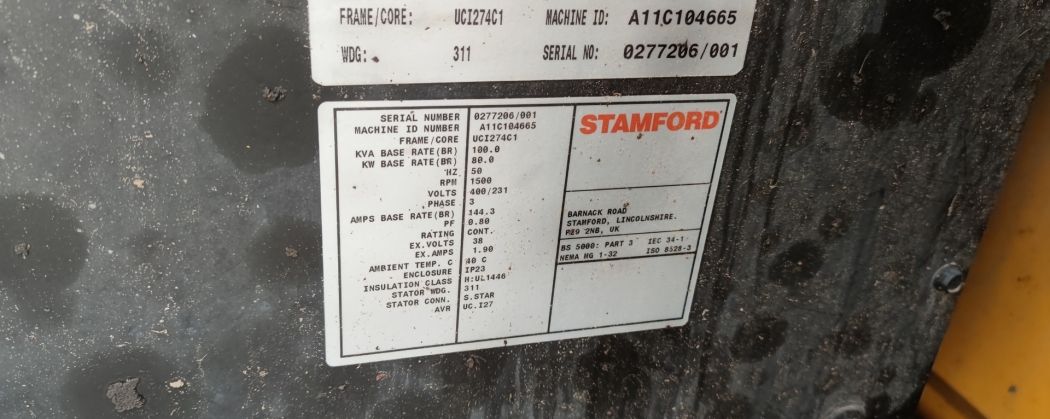 FRAME/CORE: UCI274C1 MACHINE ID: A11C104665
WDG: 311 SERIAL NO: 0277206/001
SERIAL NUMBER 0277206/001
MACHINE ID NUMBER A11C104665
FRAME/CORE UCI274C1
KVA BASE RATE(BR) 100.0
KW BASE RATE(BR) 80.0
HZ 50
RPM 1500
VOLTS 400/231
PHASE 3
AMPS BASE RATE(BR) 144.3
PF 0.80
RATING CONT.
EX.VOLTS 38
EX.AMPS 1.90
AMBIENT TEMP. C 40 C
ENCLOSURE IP23
INSULATION CLASS H:UL1446
STATOR WDG. 311
STATOR CONN. S.STAR
AVR UC.I27
STAMFORD
BARNACK ROAD
STAMFORD, LINCOLNSHIRE.
PE9 2NB, UK
BS 5000: PART 3 IEC 34-1
NEMA MG 1-32 ISO 8528-3